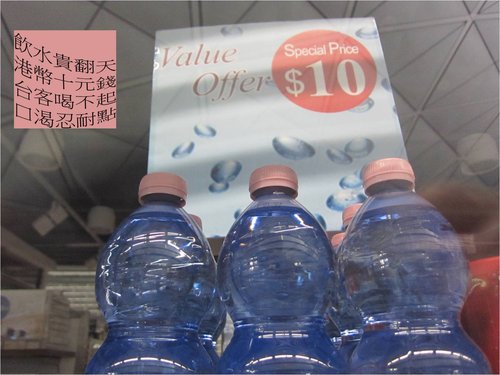 飲水貴翻天
港幣十元錢
台客喝不起
口渴忍耐點
Value
Offer
Special Price
$10